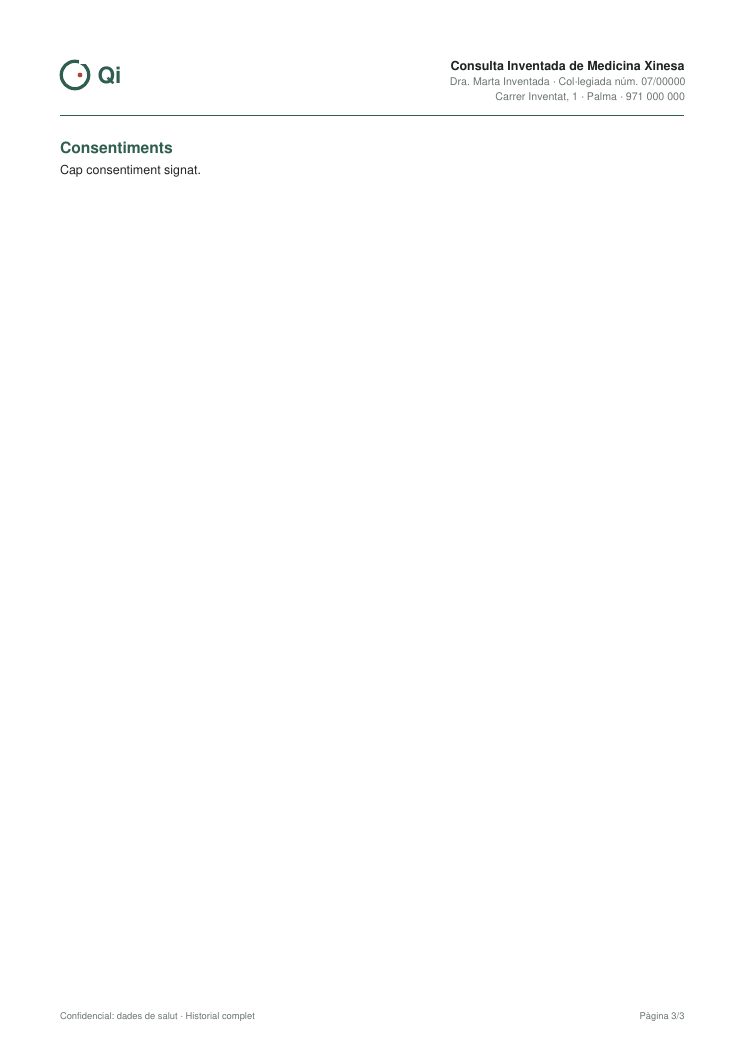 Qi
Consulta Inventada de Medicina Xinesa
Dra. Marta Inventada · Col·legiada núm. 07/00000
Carrer Inventat, 1 · Palma · 971 000 000
Consentiments
Cap consentiment signat.
Confidencial: dades de salut · Historial complet
Pàgina 3/3